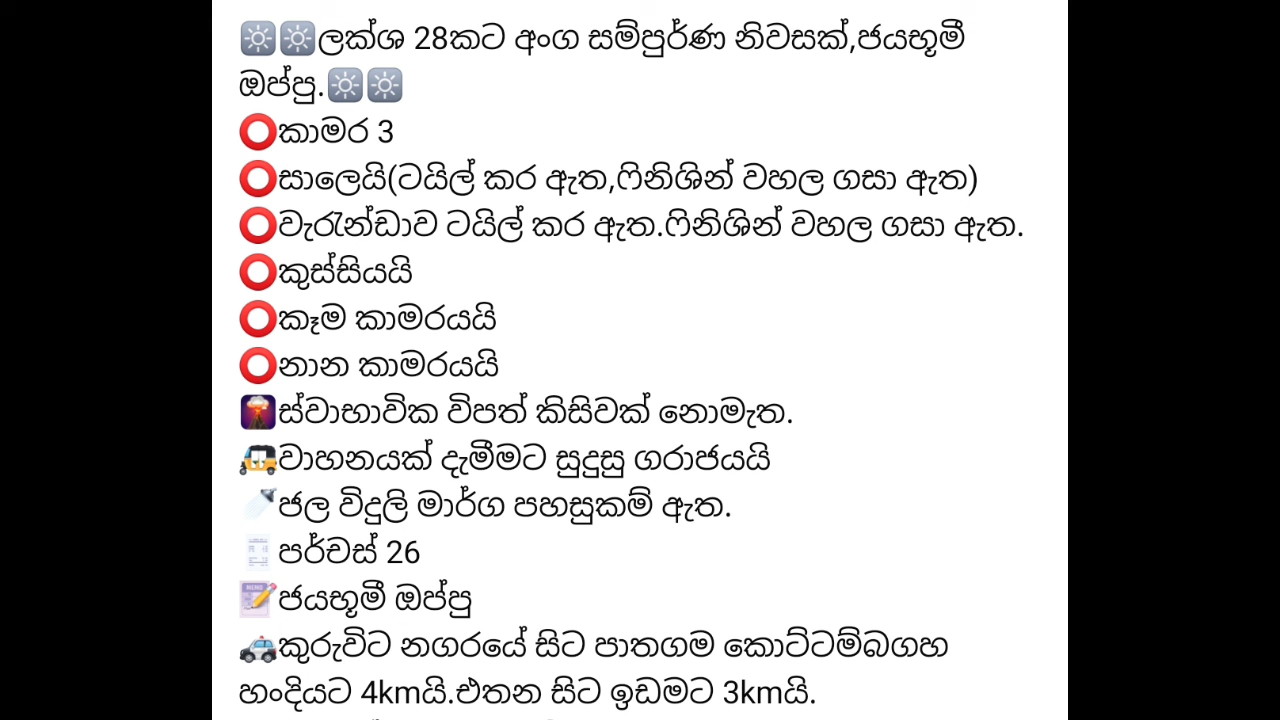 🔆🔆ලක්ශ 28කට අංග සම්පුර්ණ නිවසක්,ජයභූමී
ඔප්පු.🔆🔆
⭕කාමර 3
⭕සාලෙයි(ටයිල් කර ඇත,ෆිනිශින් වහල ගසා ඇත)
⭕වැරැන්ඩාව ටයිල් කර ඇත.ෆිනිශින් වහල ගසා ඇත.
⭕කුස්සියයි
⭕කෑම කාමරයයි
⭕නාන කාමරයයි
🌋ස්වාභාවික විපත් කිසිවක් නොමැත.
🛺වාහනයක් දැමීමට සුදුසු ගරාජයයි
🚿ජල විදුලි මාර්ග පහසුකම් ඇත.
🧾පර්චස් 26
📝ජයභූමී ඔප්පු
🚓කුරුවිට නගරයේ සිට පාතගම කොට්ටම්බගහ
හංදියට 4kmයි.එතන සිට ඉඩමට 3kmයි.